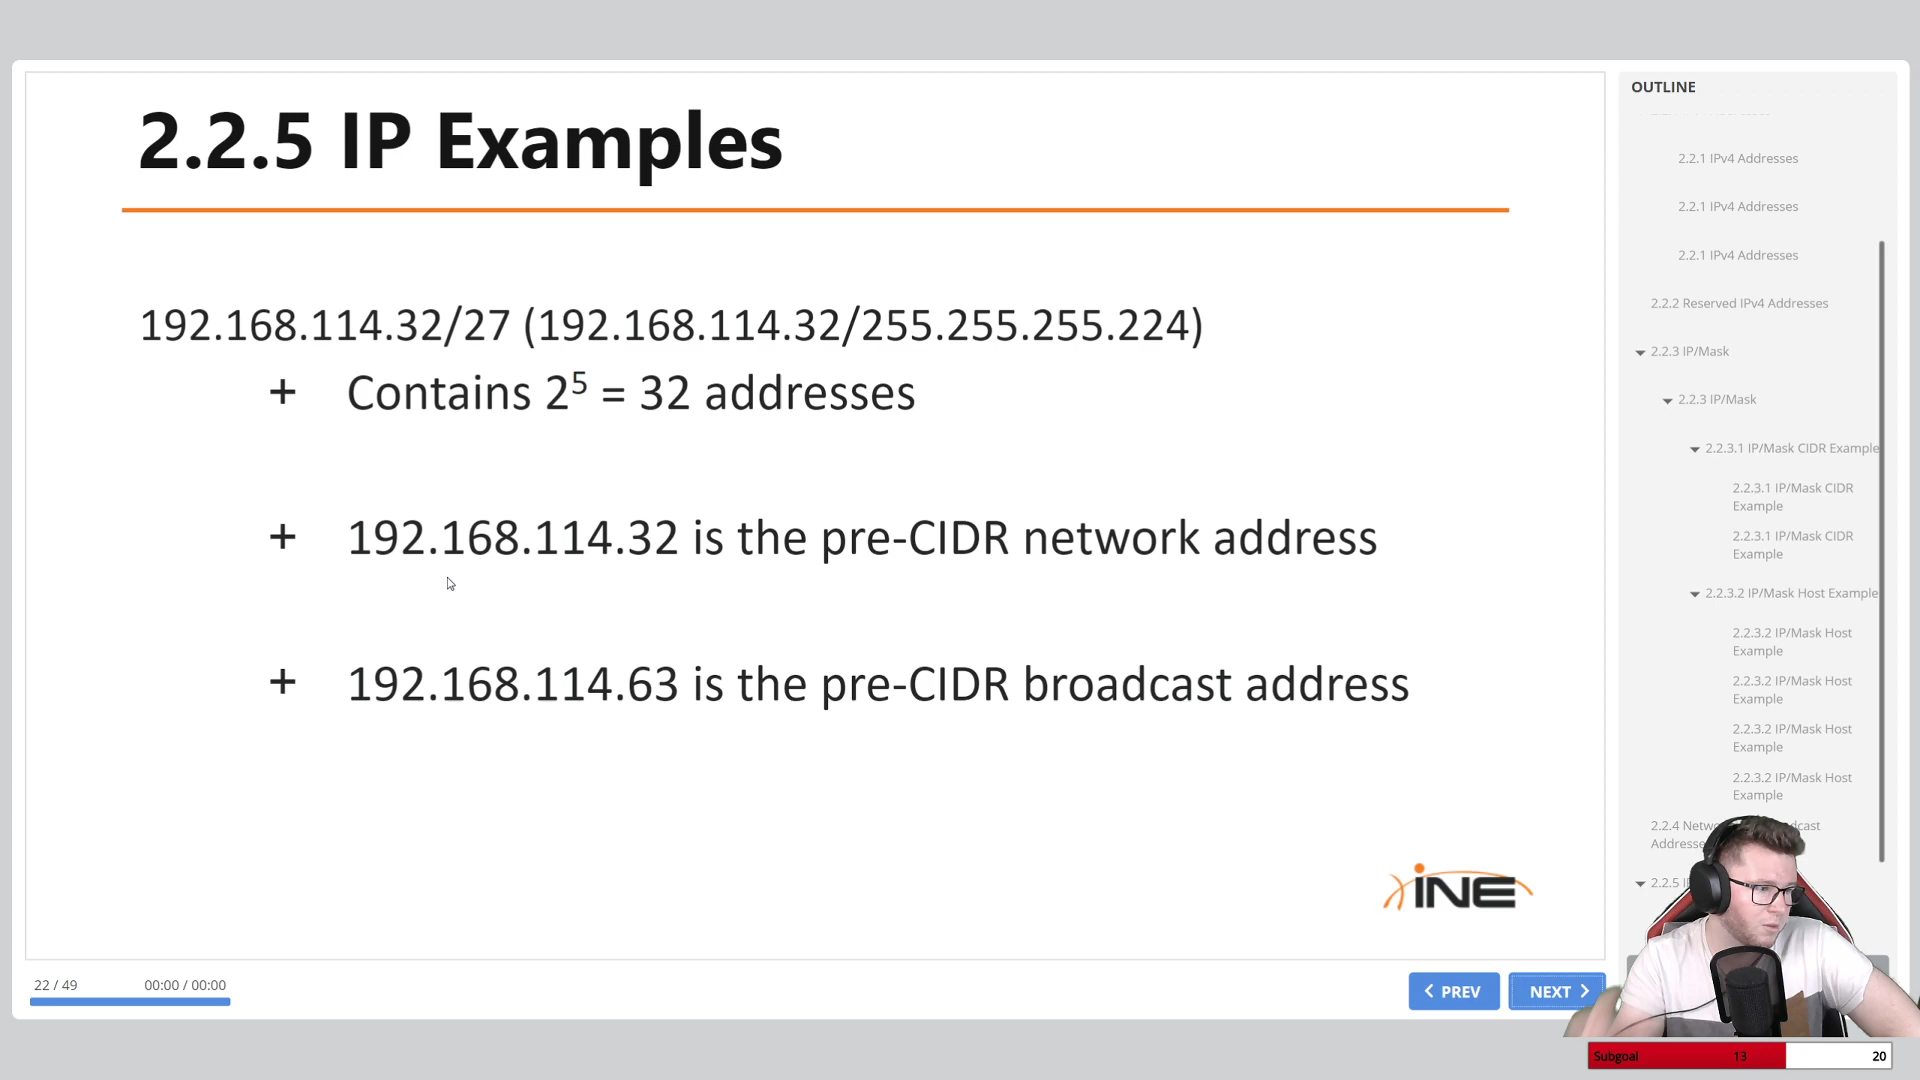 2.2.5 IP Examples
192.168.114.32/27 (192.168.114.32/255.255.255.224)
+ Contains 2⁵ = 32 addresses
+ 192.168.114.32 is the pre-CIDR network address
+ 192.168.114.63 is the pre-CIDR broadcast address
iNE
22 / 49
00:00 / 00:00
PREV
NEXT
OUTLINE
2.2.1 IPv4 Addresses
2.2.1 IPv4 Addresses
2.2.1 IPv4 Addresses
2.2.2 Reserved IPv4 Addresses
2.2.3 IP/Mask
2.2.3 IP/Mask
2.2.3.1 IP/Mask CIDR Example
2.2.3.1 IP/Mask CIDR
Example
2.2.3.1 IP/Mask CIDR
Example
2.2.3.2 IP/Mask Host Example
2.2.3.2 IP/Mask Host
Example
2.2.3.2 IP/Mask Host
Example
2.2.3.2 IP/Mask Host
Example
2.2.3.2 IP/Mask Host
Example
2.2.4
2.2.5
Subgoal 13 20